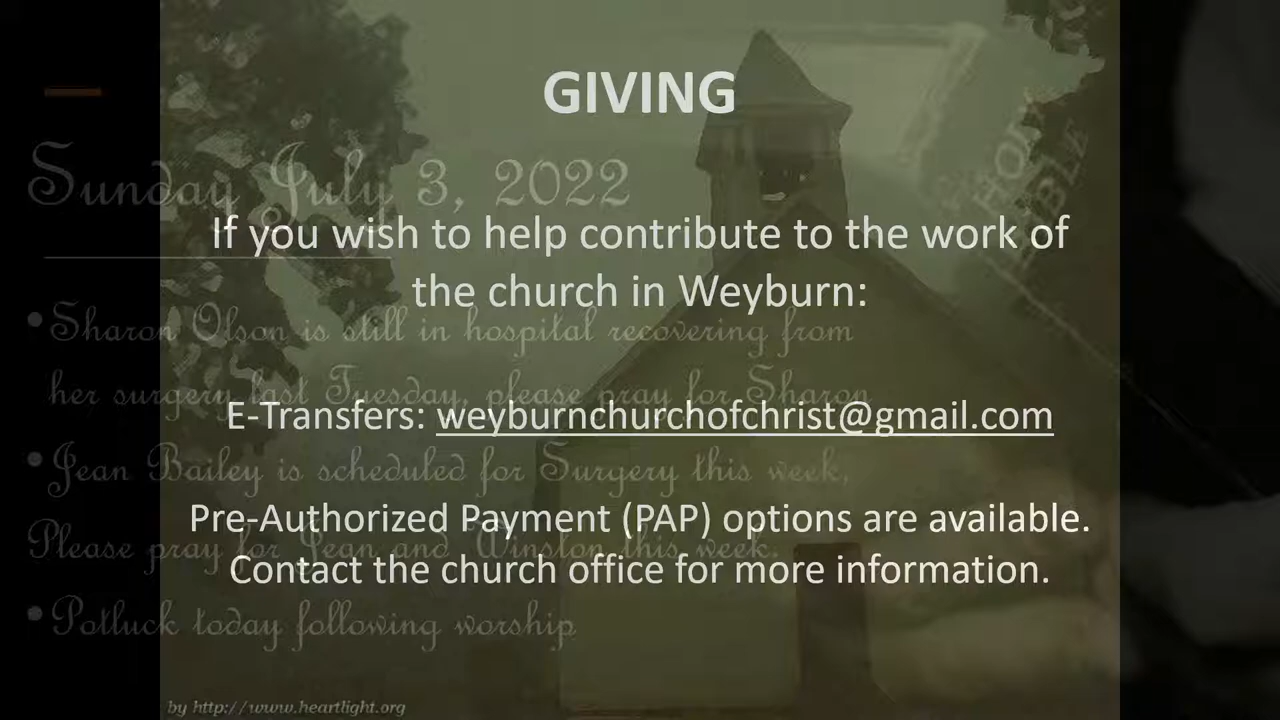 GIVING
Sunday July 3, 2022
If you wish to help contribute to the work of
the church in Weyburn:
•Sharon Olson is still in hospital recovering from
her surgery last Tuesday, please pray for Sharon
E-Transfers: weyburnchurchofchrist@gmail.com
•Jean Bailey is scheduled for Surgery this week,
Pre-Authorized Payment (PAP) options are available.
Please pray for Jean and Winston this week.
Contact the church office for more information.
•Potluck today following worship
by http://www.heartlight.org